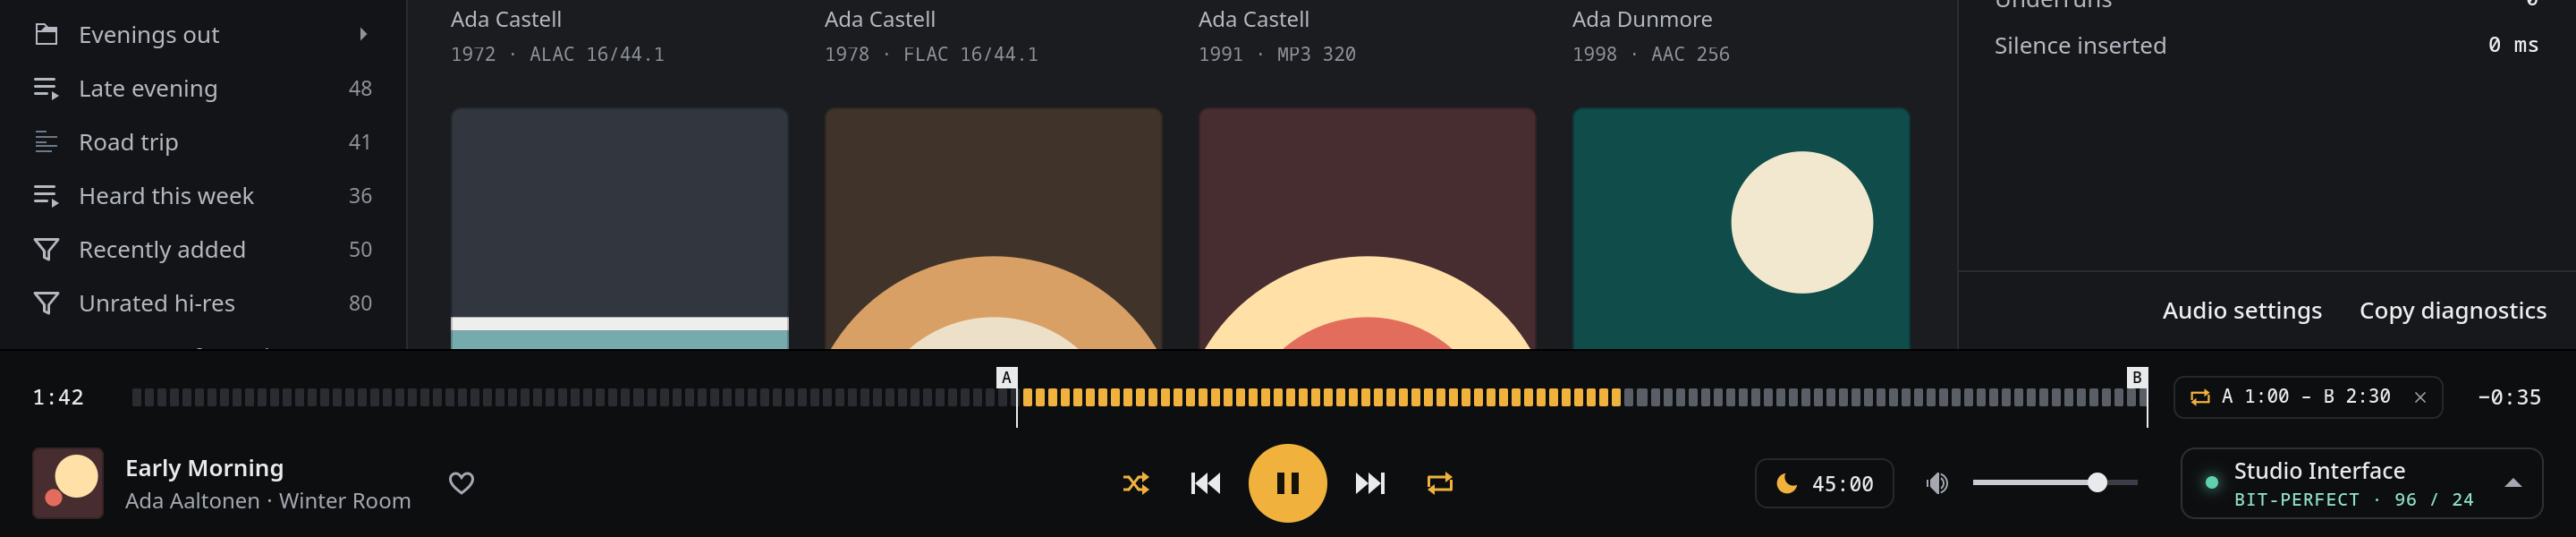 Evenings out
Late evening 48
Road trip 41
Heard this week 36
Recently added 50
Unrated hi-res 80
Ada Castell
1972 · ALAC 16/44.1
Ada Castell
1978 · FLAC 16/44.1
Ada Castell
1991 · MP3 320
Ada Dunmore
1998 · AAC 256
Underruns 0
Silence inserted 0 ms
Audio settings Copy diagnostics
1:42
A
B
A 1:00 – B 2:30 ×
−0:35
Early Morning
Ada Aaltonen · Winter Room
45:00
Studio Interface
BIT-PERFECT · 96 / 24